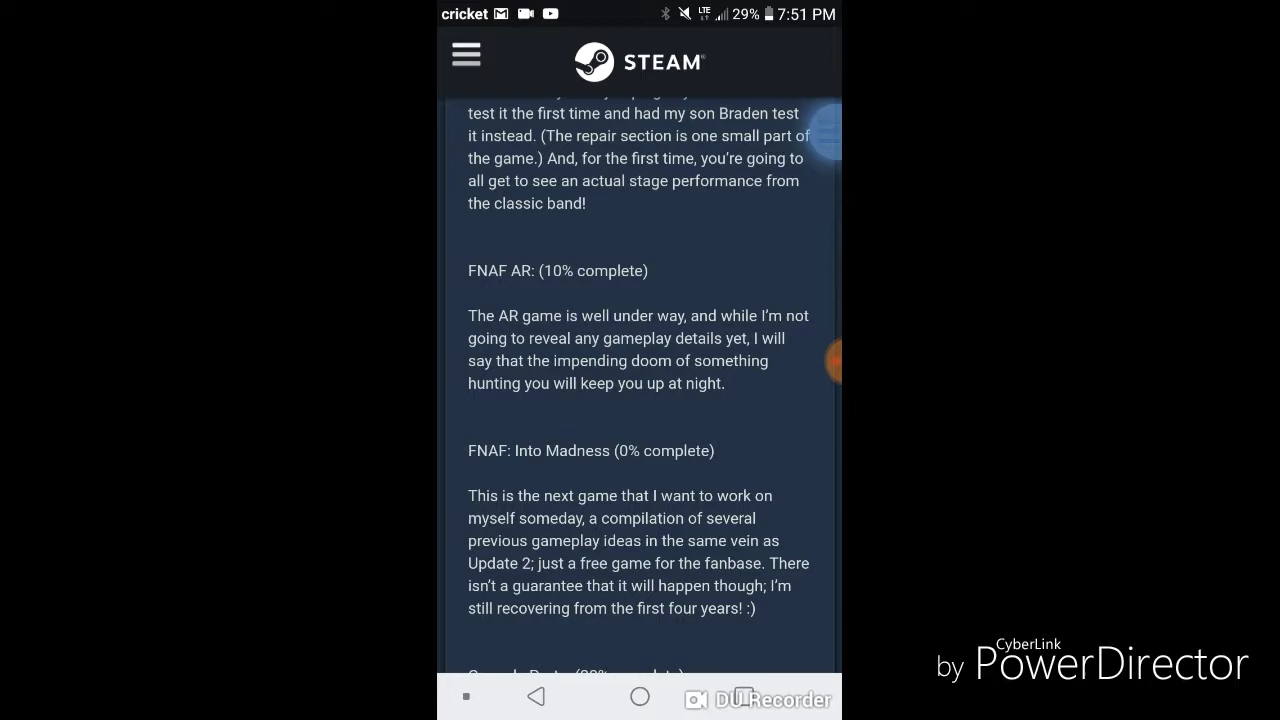 cricket
LTE
29%
7:51 PM
STEAM
test it the first time and had my son Braden test
it instead. (The repair section is one small part of
the game.) And, for the first time, you're going to
all get to see an actual stage performance from
the classic band!
FNAF AR: (10% complete)
The AR game is well under way, and while I'm not
going to reveal any gameplay details yet, I will
say that the impending doom of something
hunting you will keep you up at night.
FNAF: Into Madness (0% complete)
This is the next game that I want to work on
myself someday, a compilation of several
previous gameplay ideas in the same vein as
Update 2; just a free game for the fanbase. There
isn't a guarantee that it will happen though; I'm
still recovering from the first four years! :)
DU Recorder
CyberLink
by PowerDirector